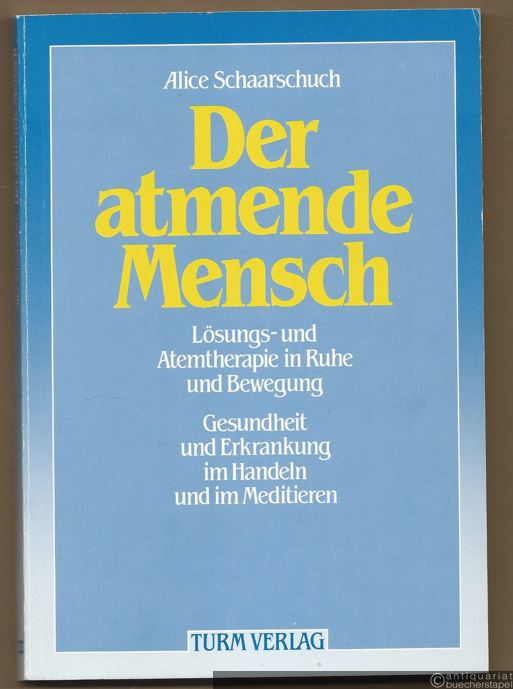 Alice Schaarschuch
Der
atmende
Mensch
Lösungs- und
Atemtherapie in Ruhe
und Bewegung
Gesundheit
und Erkrankung
im Handeln
und im Meditieren
TURM VERLAG
©antiquariat
buecherstapel